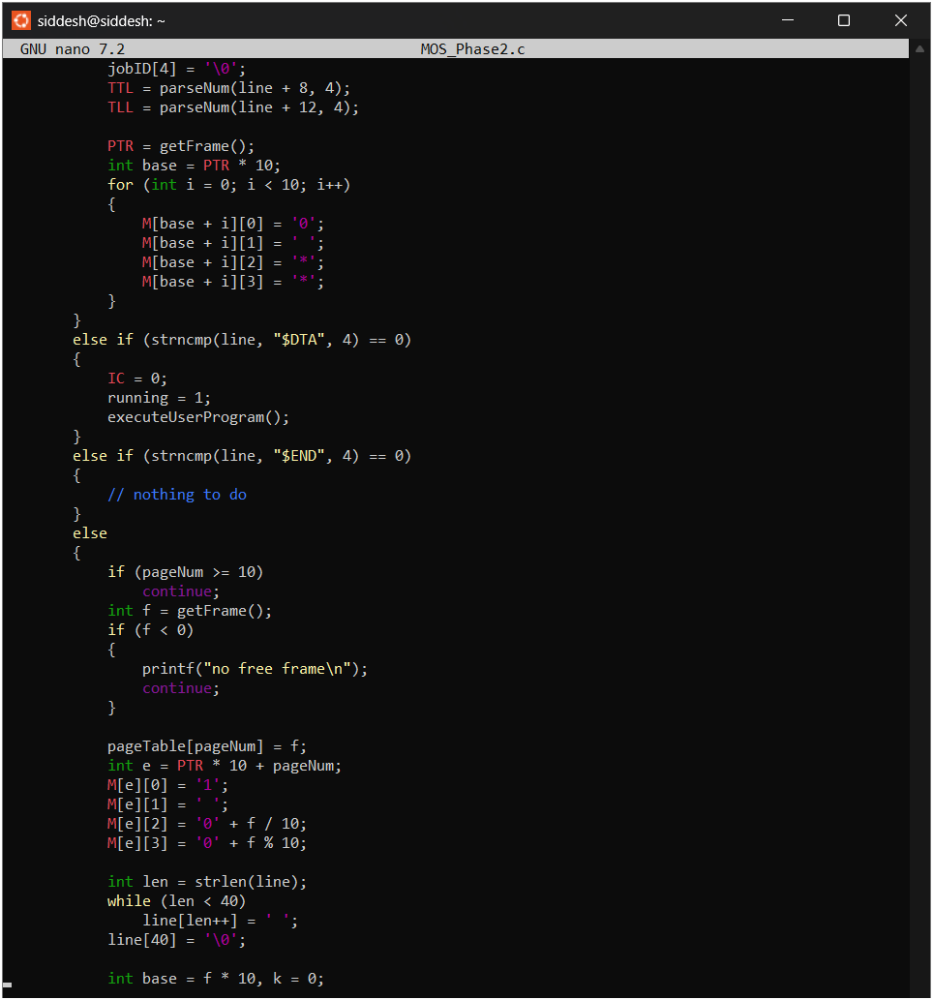 siddesh@siddesh: ~
GNU nano 7.2 MOS_Phase2.c
            jobID[4] = '\0';
            TTL = parseNum(line + 8, 4);
            TLL = parseNum(line + 12, 4);

            PTR = getFrame();
            int base = PTR * 10;
            for (int i = 0; i < 10; i++)
            {
                M[base + i][0] = '0';
                M[base + i][1] = ' ';
                M[base + i][2] = '*';
                M[base + i][3] = '*';
            }
        }
        else if (strncmp(line, "$DTA", 4) == 0)
        {
            IC = 0;
            running = 1;
            executeUserProgram();
        }
        else if (strncmp(line, "$END", 4) == 0)
        {
            // nothing to do
        }
        else
        {
            if (pageNum >= 10)
                continue;
            int f = getFrame();
            if (f < 0)
            {
                printf("no free frame\n");
                continue;
            }

            pageTable[pageNum] = f;
            int e = PTR * 10 + pageNum;
            M[e][0] = '1';
            M[e][1] = ' ';
            M[e][2] = '0' + f / 10;
            M[e][3] = '0' + f % 10;

            int len = strlen(line);
            while (len < 40)
                line[len++] = ' ';
            line[40] = '\0';

            int base = f * 10, k = 0;